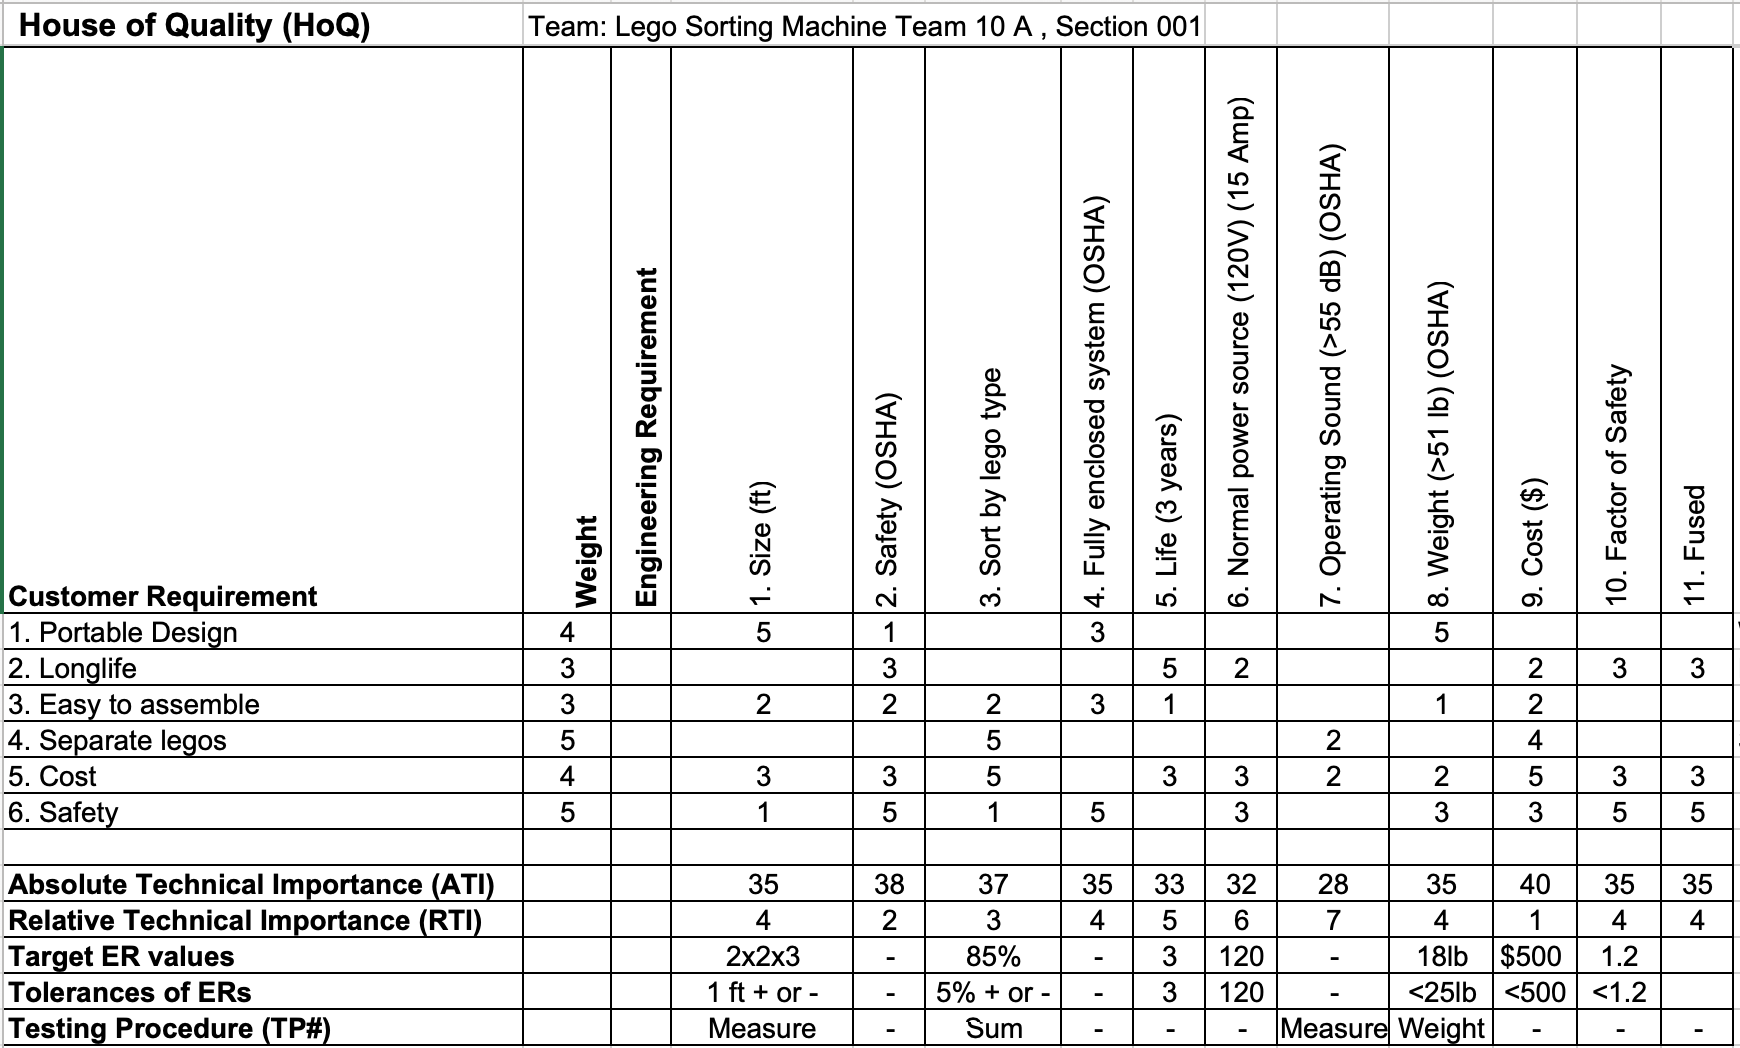 House of Quality (HoQ) Team: Lego Sorting Machine Team 10 A , Section 001
Customer Requirement Weight Engineering Requirement 1. Size (ft) 2. Safety (OSHA) 3. Sort by lego type 4. Fully enclosed system (OSHA) 5. Life (3 years) 6. Normal power source (120V) (15 Amp) 7. Operating Sound (>55 dB) (OSHA) 8. Weight (>51 lb) (OSHA) 9. Cost ($) 10. Factor of Safety 11. Fused
1. Portable Design 4 5 1 3 5
2. Longlife 3 3 5 2 2 3 3
3. Easy to assemble 3 2 2 2 3 1 1 2
4. Separate legos 5 5 2 4
5. Cost 4 3 3 5 3 3 2 2 5 3 3
6. Safety 5 1 5 1 5 3 3 3 5 5
Absolute Technical Importance (ATI) 35 38 37 35 33 32 28 35 40 35 35
Relative Technical Importance (RTI) 4 2 3 4 5 6 7 4 1 4 4
Target ER values 2x2x3 - 85% - 3 120 - 18lb $500 1.2
Tolerances of ERs 1 ft + or - - 5% + or - - 3 120 - <25lb <500 <1.2
Testing Procedure (TP#) Measure - Sum - - - Measure Weight - - -